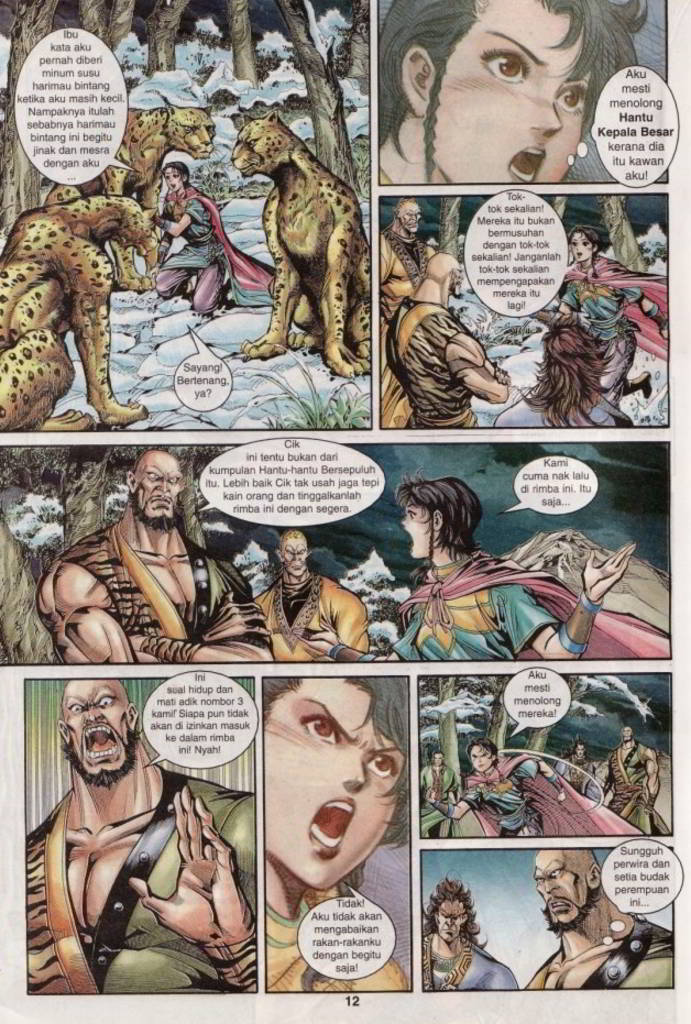 Ibu
kata aku
pernah diberi
minum susu
harimau bintang
ketika aku masih kecil.
Nampaknya itulah
sebabnya harimau
bintang ini begitu
jinak dan mesra
dengan aku
...
Sayang!
Bertenang,
ya?
Aku
mesti
menolong
Hantu
Kepala Besar
kerana dia
itu kawan
aku!
Tok-
tok sekalian!
Mereka itu bukan
bermusuhan
dengan tok-tok
sekalian! Janganlah
tok-tok sekalian
mempengapakan
mereka itu
lagi!
Cik
ini tentu bukan dari
kumpulan Hantu-hantu Bersepuluh
itu. Lebih baik Cik tak usah jaga tepi
kain orang dan tinggalkanlah
rimba ini dengan segera.
Kami
cuma nak lalu
di rimba ini. Itu
saja...
Ini
soal hidup dan
mati adik nombor 3
kami! Siapa pun tidak
akan di izinkan masuk
ke dalam rimba
ini! Nyah!
Tidak!
Aku tidak akan
mengabaikan
rakan-rakanku
dengan begitu
saja!
Aku
mesti
menolong
mereka!
Sungguh
perwira dan
setia budak
perempuan
ini...
12